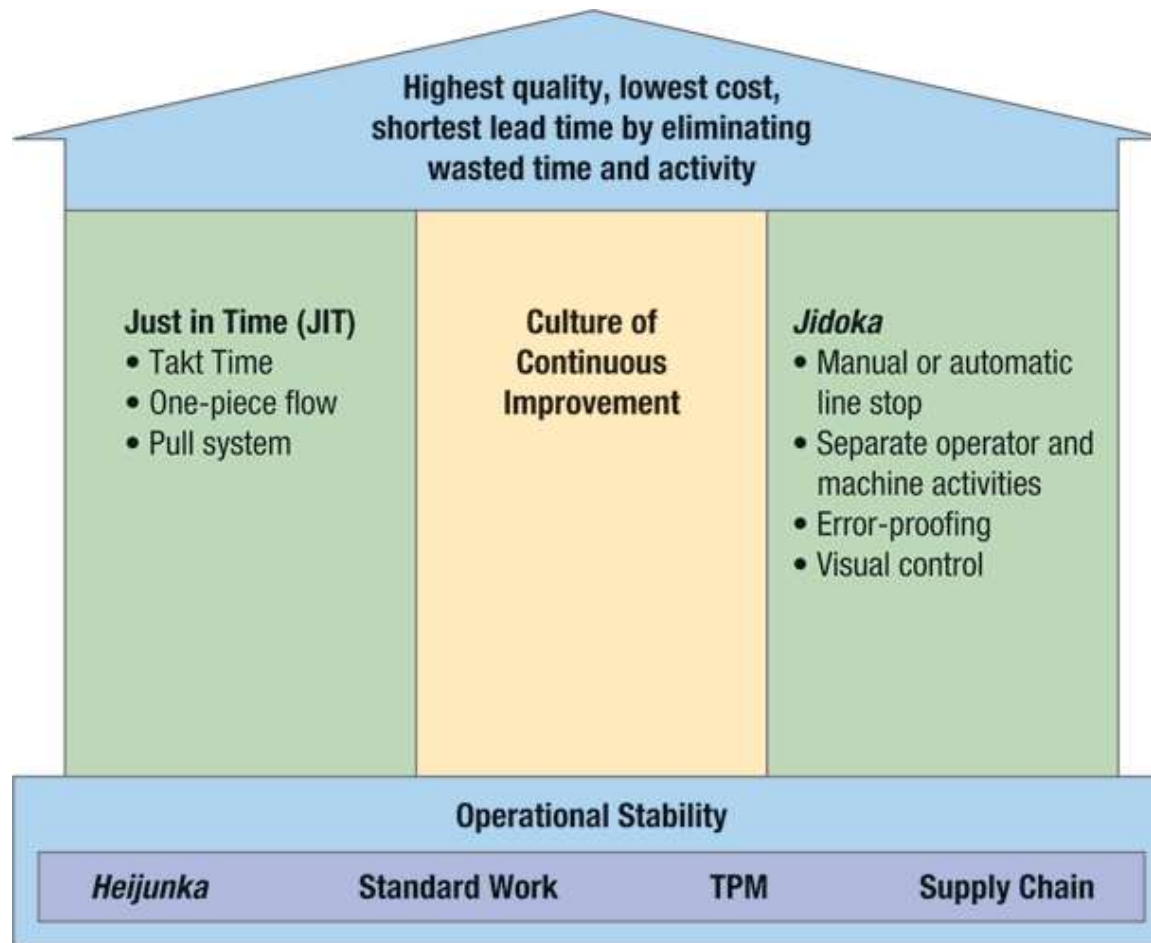 Highest quality, lowest cost,
shortest lead time by eliminating
wasted time and activity
Just in Time (JIT)
• Takt Time
• One-piece flow
• Pull system
Culture of
Continuous
Improvement
Jidoka
• Manual or automatic
line stop
• Separate operator and
machine activities
• Error-proofing
• Visual control
Operational Stability
Heijunka Standard Work TPM Supply Chain